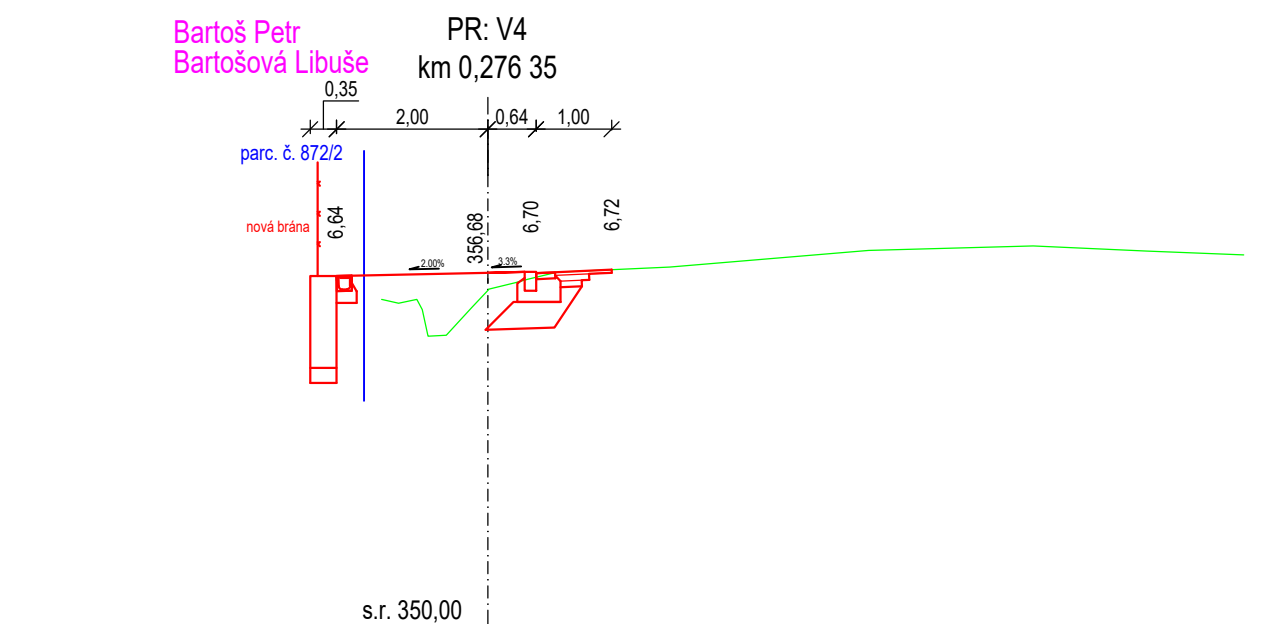 Bartoš Petr
Bartošová Libuše
PR: V4
km 0,276 35
0,35
2,00
0,64
1,00
parc. č. 872/2
nová brána
6,64
356,68
6,70
6,72
2.00%
3.3%
s.r. 350,00